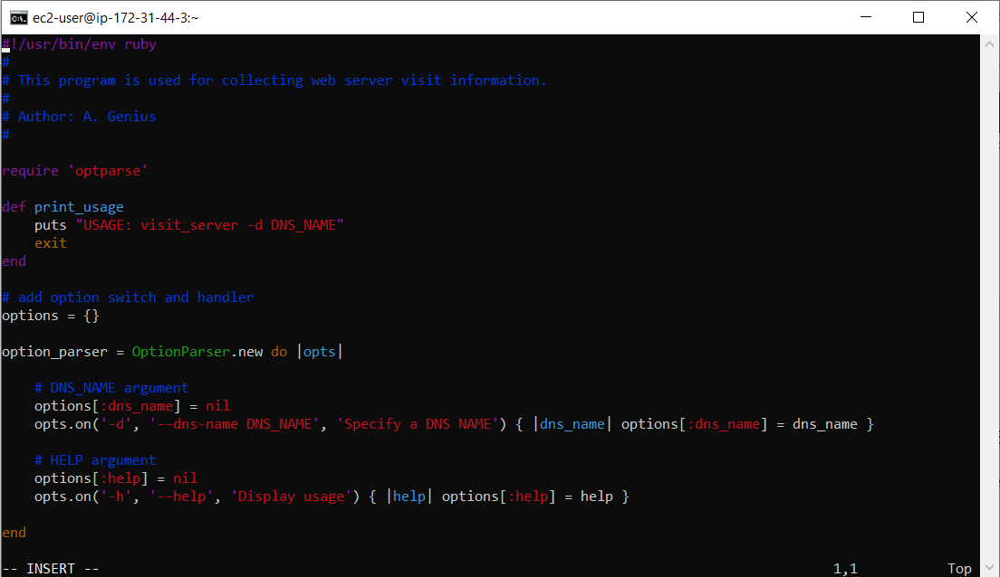 ec2-user@ip-172-31-44-3:~
#!/usr/bin/env ruby
#
# This program is used for collecting web server visit information.
#
# Author: A. Genius
#
require 'optparse'
def print_usage
    puts "USAGE: visit_server -d DNS_NAME"
    exit
end
# add option switch and handler
options = {}
option_parser = OptionParser.new do |opts|
    # DNS_NAME argument
    options[:dns_name] = nil
    opts.on('-d', '--dns-name DNS_NAME', 'Specify a DNS NAME') { |dns_name| options[:dns_name] = dns_name }
    # HELP argument
    options[:help] = nil
    opts.on('-h', '--help', 'Display usage') { |help| options[:help] = help }
end
-- INSERT -- 1,1 Top